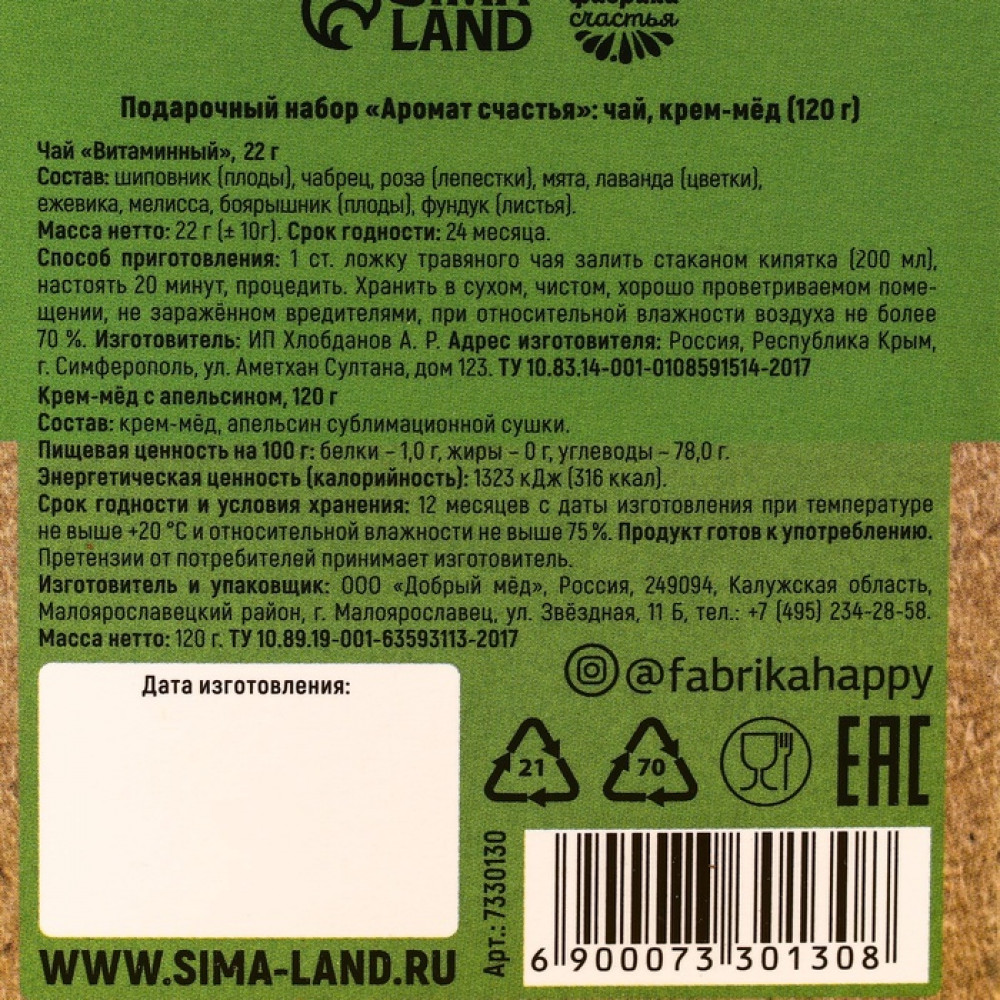 SIMA
LAND
фабрика
счастья
Подарочный набор «Аромат счастья»: чай, крем-мёд (120 г)
Чай «Витаминный», 22 г
Состав: шиповник (плоды), чабрец, роза (лепестки), мята, лаванда (цветки),
ежевика, мелисса, боярышник (плоды), фундук (листья).
Масса нетто: 22 г (± 10г). Срок годности: 24 месяца.
Способ приготовления: 1 ст. ложку травяного чая залить стаканом кипятка (200 мл),
настоять 20 минут, процедить. Хранить в сухом, чистом, хорошо проветриваемом поме-
щении, не заражённом вредителями, при относительной влажности воздуха не более
70 %. Изготовитель: ИП Хлобданов А. Р. Адрес изготовителя: Россия, Республика Крым,
г. Симферополь, ул. Аметхан Султана, дом 123. ТУ 10.83.14-001-0108591514-2017
Крем-мёд с апельсином, 120 г
Состав: крем-мёд, апельсин сублимационной сушки.
Пищевая ценность на 100 г: белки – 1,0 г, жиры – 0 г, углеводы – 78,0 г.
Энергетическая ценность (калорийность): 1323 кДж (316 ккал).
Срок годности и условия хранения: 12 месяцев с даты изготовления при температуре
не выше +20 °С и относительной влажности не выше 75 %. Продукт готов к употреблению.
Претензии от потребителей принимает изготовитель.
Изготовитель и упаковщик: ООО «Добрый мёд», Россия, 249094, Калужская область,
Малоярославецкий район, г. Малоярославец, ул. Звёздная, 11 Б, тел.: +7 (495) 234-28-58.
Масса нетто: 120 г. ТУ 10.89.19-001-63593113-2017
Дата изготовления:
@fabrikahappy
21
70
EAC
Арт.: 7330130
6 900073 301308
WWW.SIMA-LAND.RU